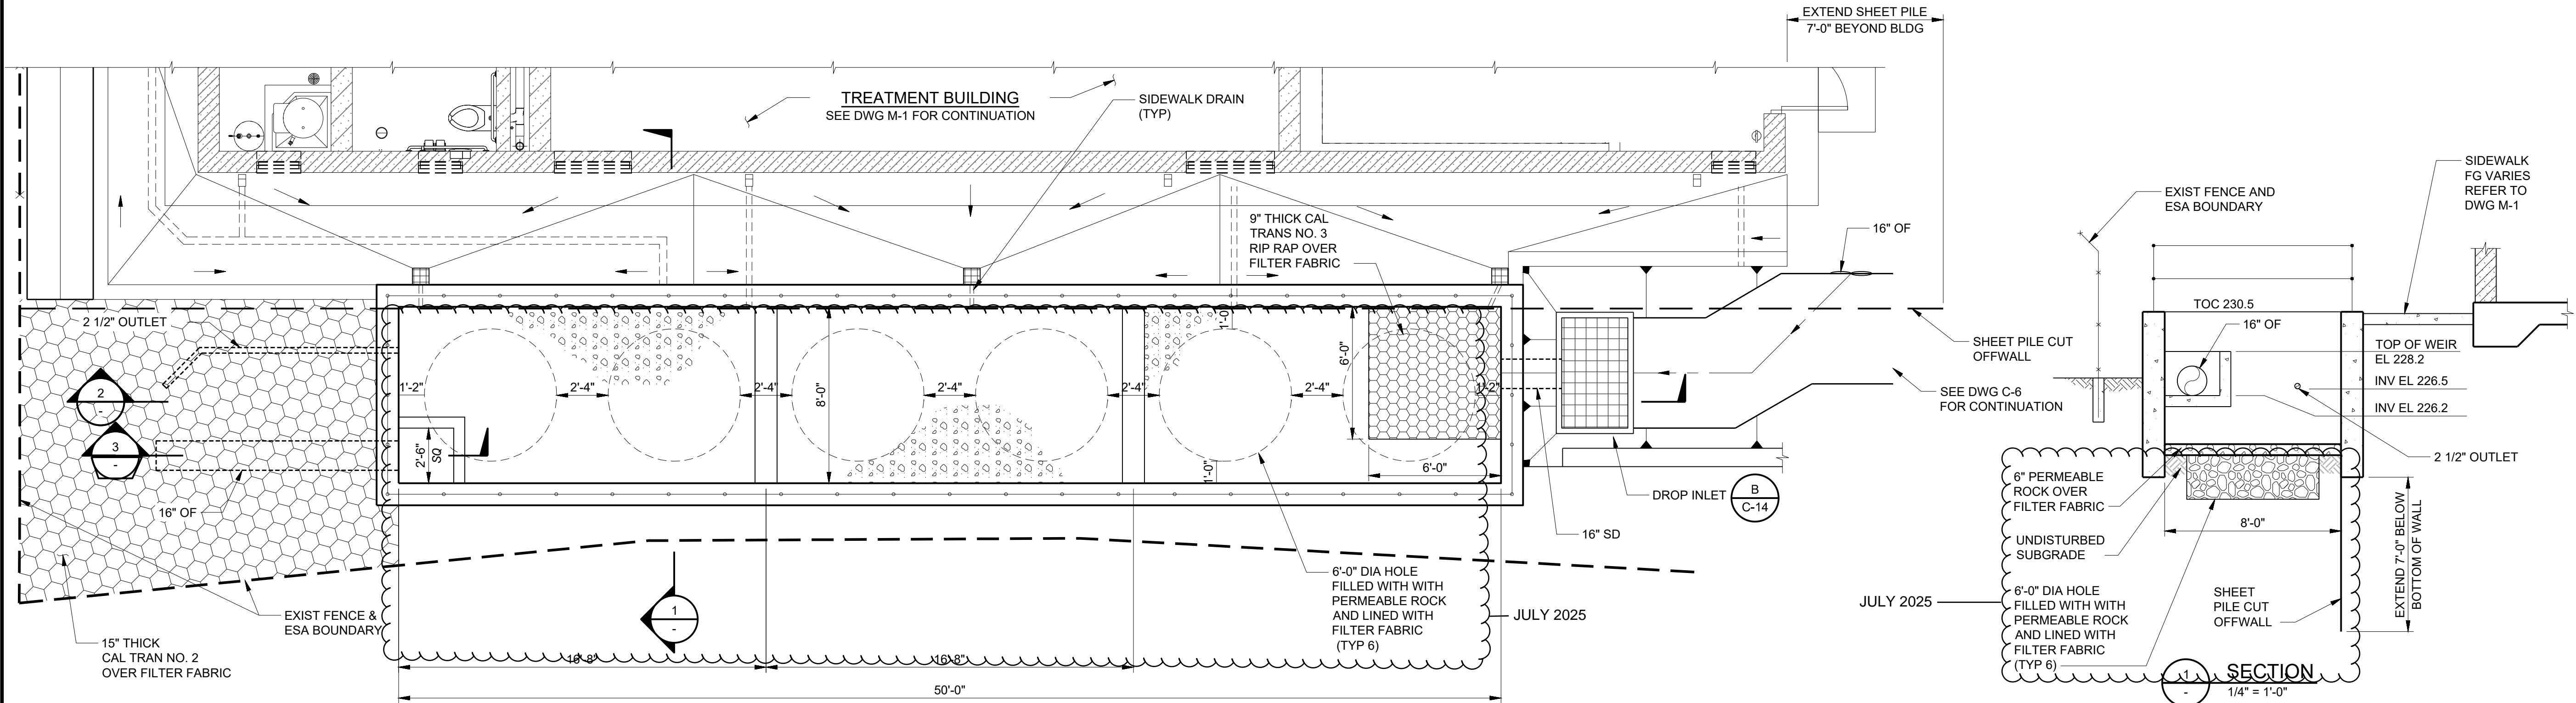 EXTEND SHEET PILE
7'-0" BEYOND BLDG
TREATMENT BUILDING
SEE DWG M-1 FOR CONTINUATION
SIDEWALK DRAIN
(TYP)
9" THICK CAL
TRANS NO. 3
RIP RAP OVER
FILTER FABRIC
16" OF
2 1/2" OUTLET
2
-
3
-
16" OF
1'-2"
2'-4"
2'-4"
8'-0"
2'-4"
2'-4"
2'-4"
1'-2"
1'-0"
6'-0"
2'-6"
SQ
1'-0"
6'-0"
SHEET PILE CUT
OFFWALL
SEE DWG C-6
FOR CONTINUATION
DROP INLET
B
C-14
16" SD
6'-0" DIA HOLE
FILLED WITH WITH
PERMEABLE ROCK
AND LINED WITH
FILTER FABRIC
(TYP 6)
JULY 2025
EXIST FENCE &
ESA BOUNDARY
15" THICK
CAL TRAN NO. 2
OVER FILTER FABRIC
1
-
16'-8"
16'-8"
50'-0"
EXIST FENCE AND
ESA BOUNDARY
SIDEWALK
FG VARIES
REFER TO
DWG M-1
TOC 230.5
16" OF
TOP OF WEIR
EL 228.2
INV EL 226.5
INV EL 226.2
2 1/2" OUTLET
6" PERMEABLE
ROCK OVER
FILTER FABRIC
8'-0"
UNDISTURBED
SUBGRADE
EXTEND 7'-0" BELOW
BOTTOM OF WALL
JULY 2025
6'-0" DIA HOLE
FILLED WITH WITH
PERMEABLE ROCK
AND LINED WITH
FILTER FABRIC
(TYP 6)
SHEET
PILE CUT
OFFWALL
1
-
SECTION
1/4" = 1'-0"